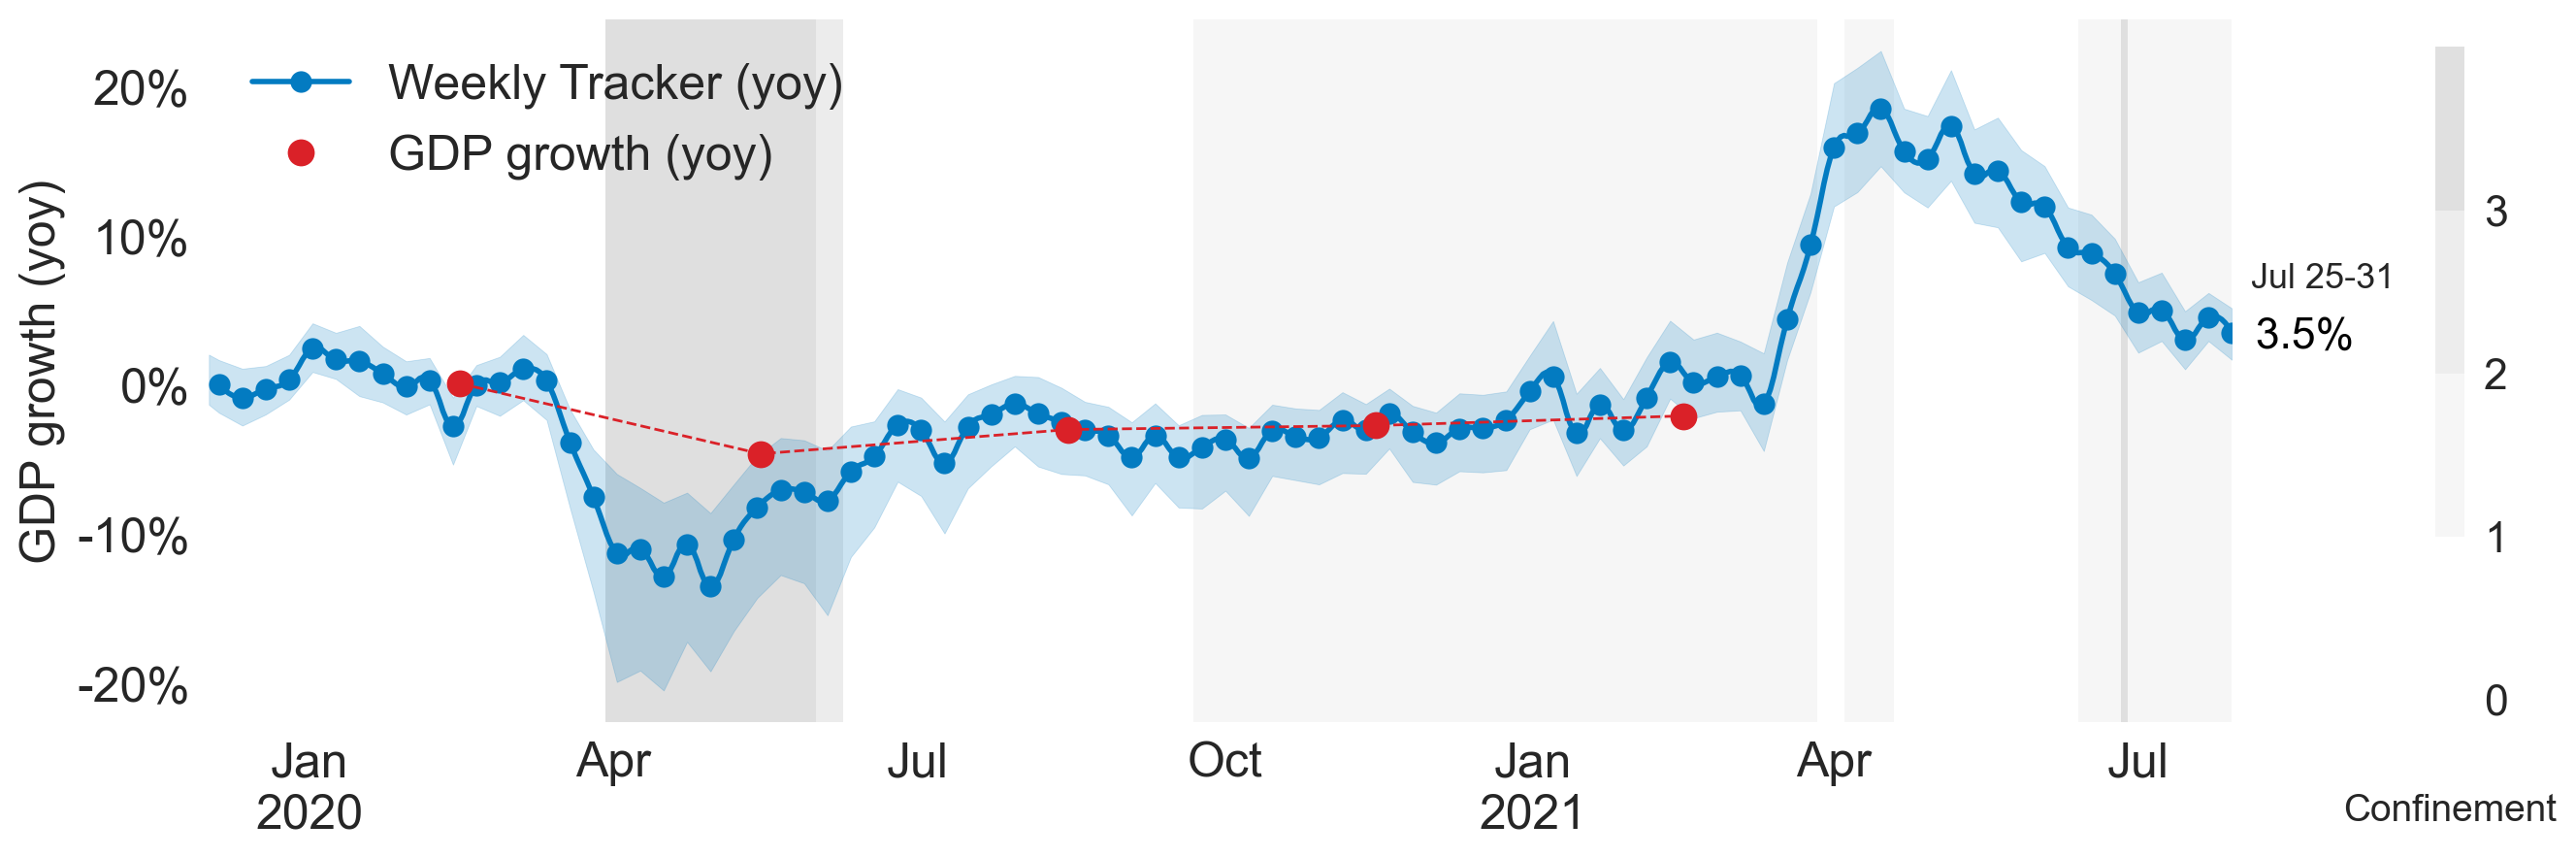 Weekly Tracker (yoy)
GDP growth (yoy)
GDP growth (yoy)
20%
10%
0%
-10%
-20%
Jul 25-31
3.5%
3
2
1
0
Jan Apr Jul Oct Jan Apr Jul
2020 2021
Confinement